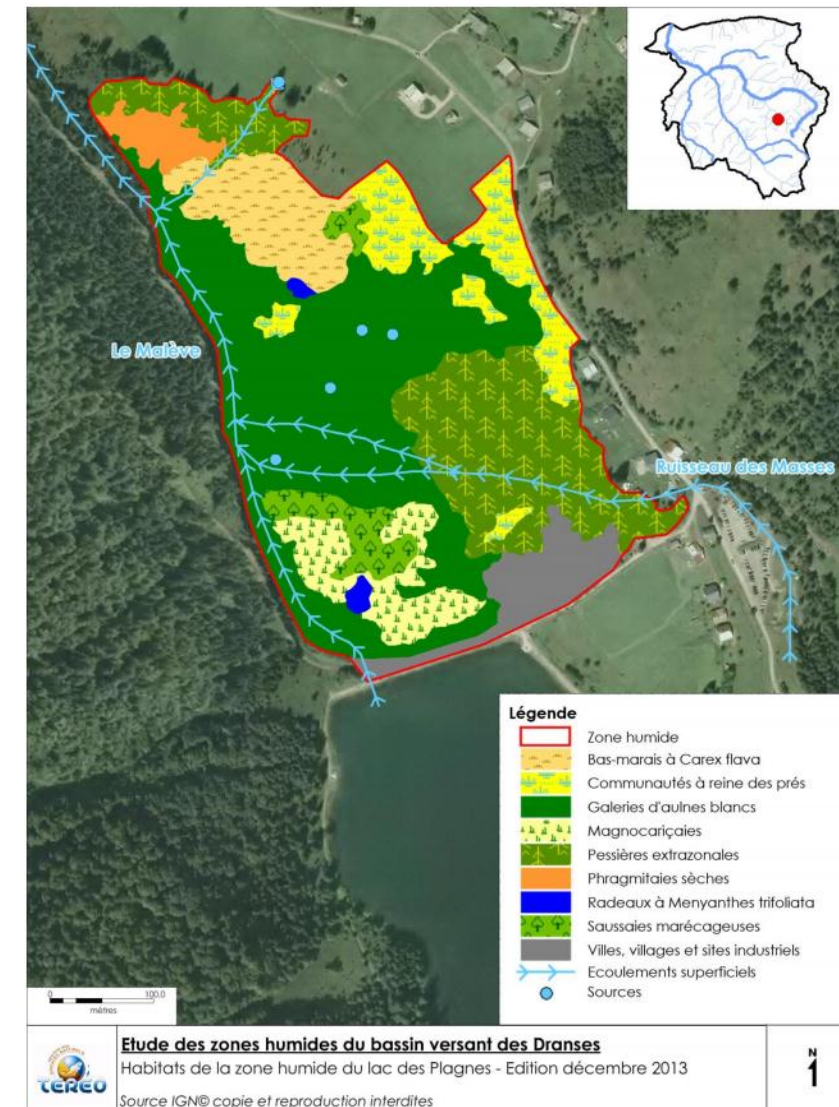 Le Malève
Ruisseau des Masses
Légende
Zone humide
Bas-marais à Carex flava
Communautés à reine des prés
Galeries d'aulnes blancs
Magnocariçaies
Pessières extrazonales
Phragmitaies sèches
Radeaux à Menyanthes trifoliata
Saussaies marécageuses
Villes, villages et sites industriels
Ecoulements superficiels
Sources
0 100,0
mètres
TEREO
Etude des zones humides du bassin versant des Dranses
Habitats de la zone humide du lac des Plagnes - Edition décembre 2013
Source IGN© copie et reproduction interdites
N
1